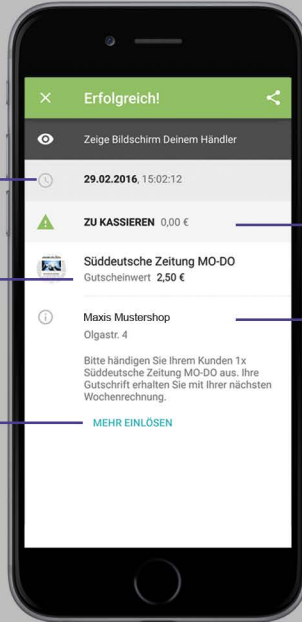 Erfolgreich!
Zeige Bildschirm Deinem Händler
29.02.2016, 15:02:12
ZU KASSIEREN 0,00 €
Süddeutsche Zeitung MO-DO
Gutscheinwert 2,50 €
Maxis Mustershop
Olgastr. 4
Bitte händigen Sie Ihrem Kunden 1x
Süddeutsche Zeitung MO-DO aus. Ihre
Gutschrift erhalten Sie mit Ihrer nächsten
Wochenrechnung.
MEHR EINLÖSEN